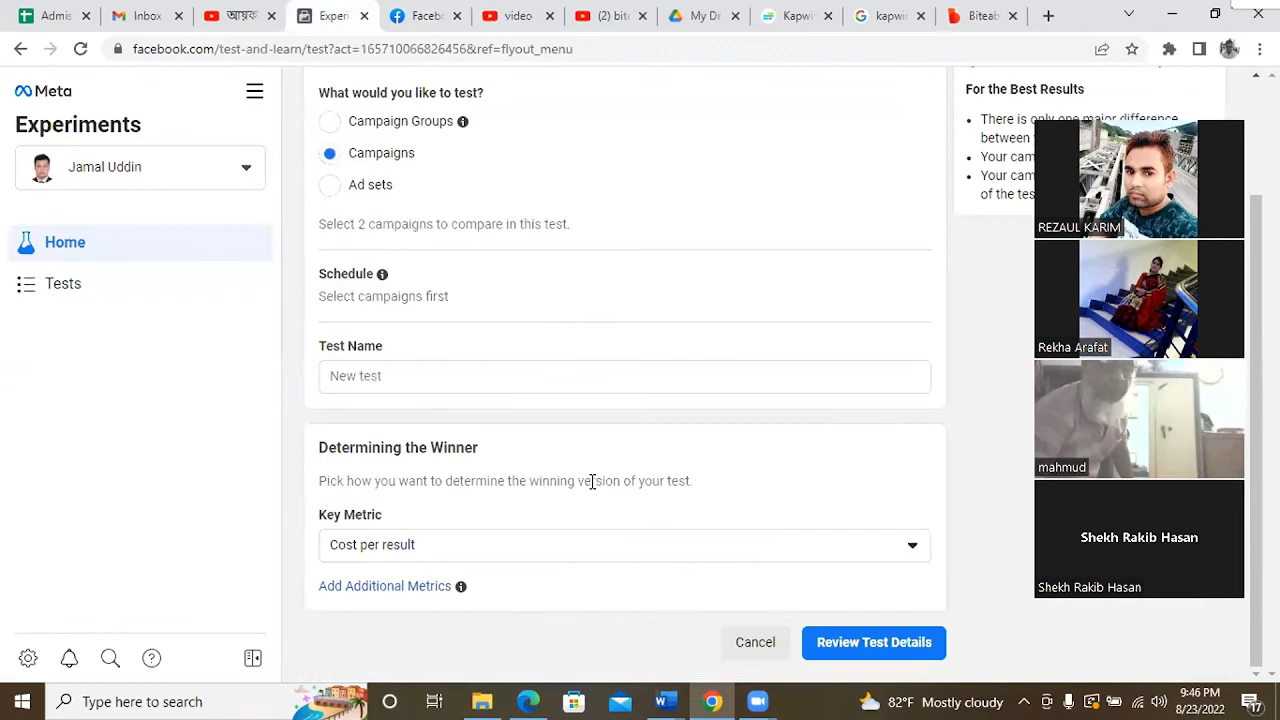 Admis
Inbox
আয়ক
Experi
Faceb
video
(2) bite
My D
Kapwi
kapwi
Biteab
facebook.com/test-and-learn/test?act=165710066826456&ref=flyout_menu
Meta
Experiments
Jamal Uddin
Home
Tests
What would you like to test?
Campaign Groups
Campaigns
Ad sets
Select 2 campaigns to compare in this test.
Schedule
Select campaigns first
Test Name
New test
Determining the Winner
Pick how you want to determine the winning version of your test.
Key Metric
Cost per result
Add Additional Metrics
Cancel
Review Test Details
For the Best Results
There is only one major difference
between
Your cam
Your cam
of the tes
REZAUL KARIM
Rekha Arafat
mahmud
Shekh Rakib Hasan
Shekh Rakib Hasan
Type here to search
82°F Mostly cloudy
9:46 PM
8/23/2022
17